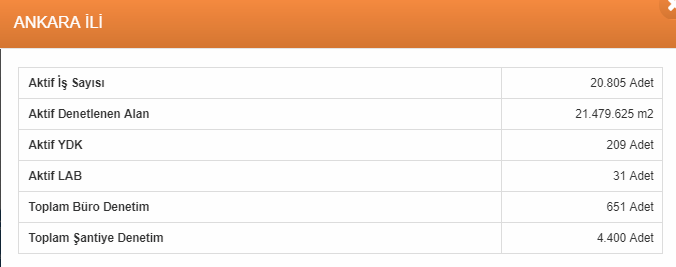 ANKARA İLİ
Aktif İş Sayısı 20.805 Adet
Aktif Denetlenen Alan 21.479.625 m2
Aktif YDK 209 Adet
Aktif LAB 31 Adet
Toplam Büro Denetim 651 Adet
Toplam Şantiye Denetim 4.400 Adet